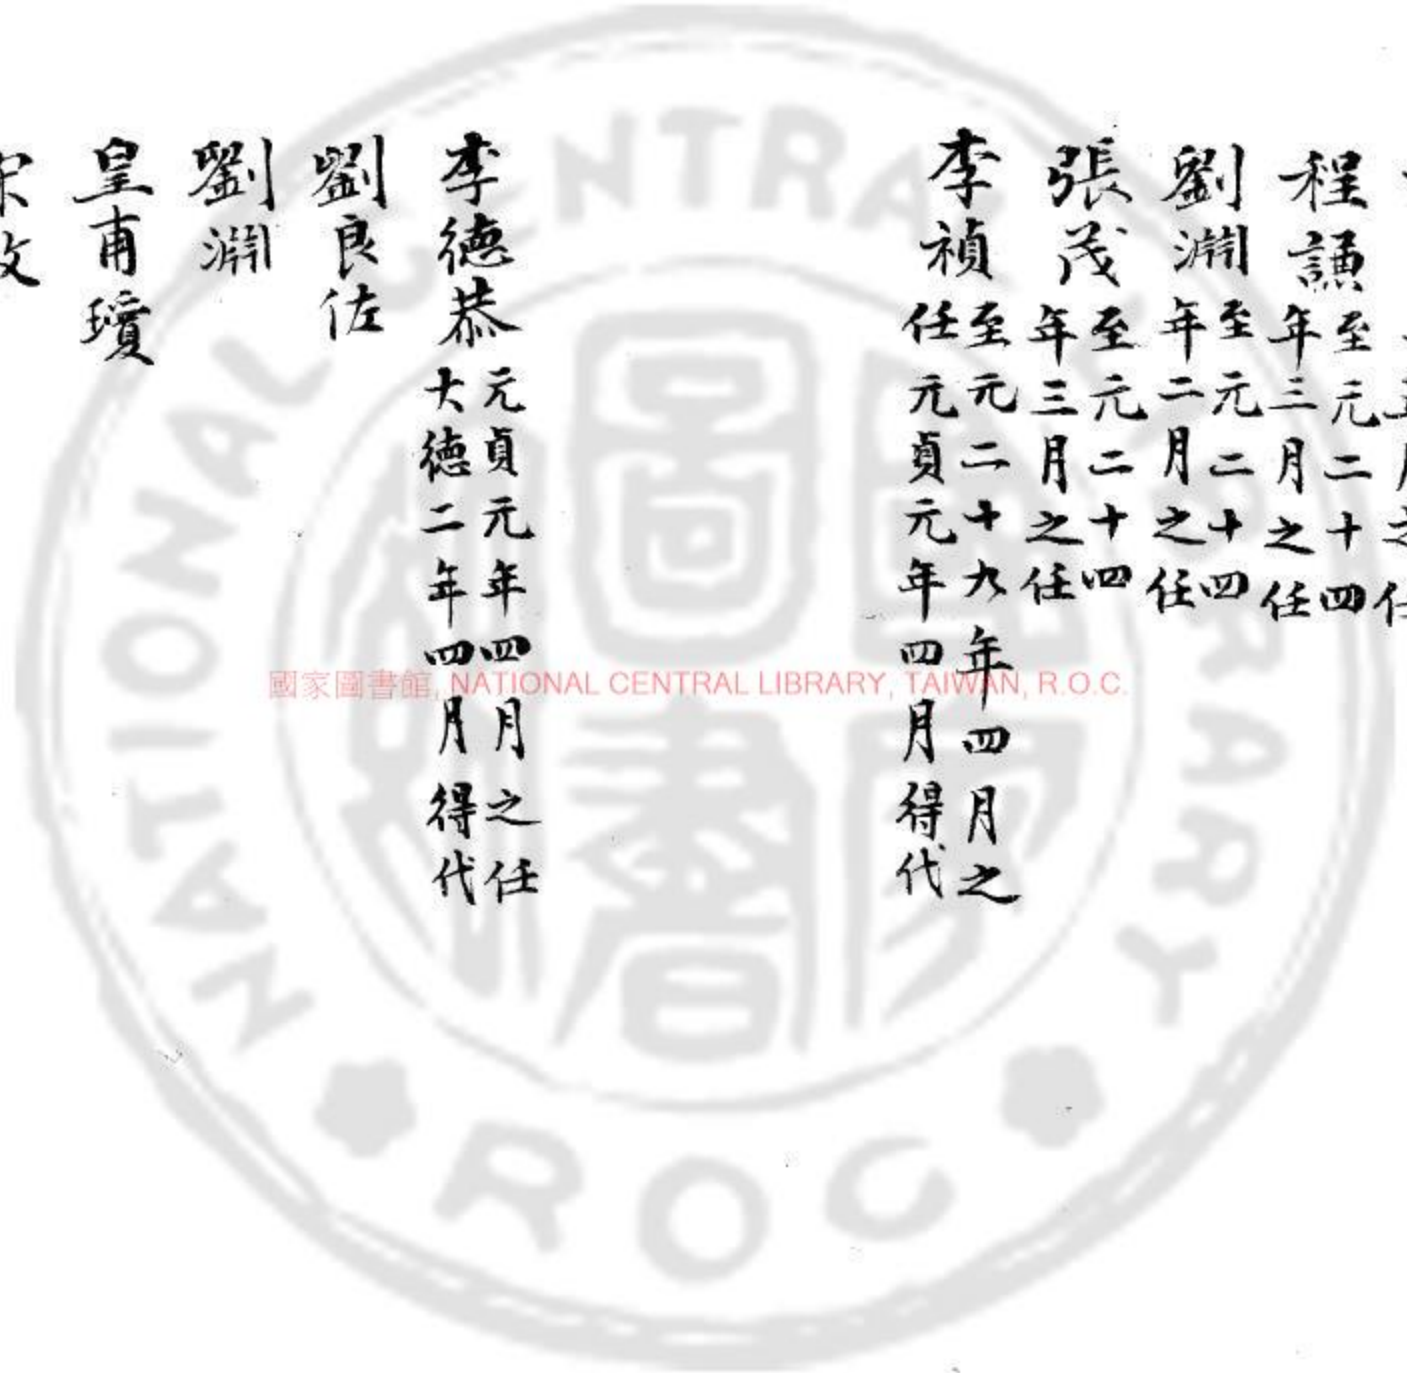 程謙至元二十四年三月之任
劉淵至元二十四年二月之任
張茂至元二十四年三月之任
李禎至元二十九年四月之任元貞元年四月得代
李德恭元貞元年四月之任大德二年四月得代
劉良佐
劉淵
皇甫瓊
國家圖書館, NATIONAL CENTRAL LIBRARY, TAIWAN, R.O.C.
NATIONAL CENTRAL LIBRARY
ROC